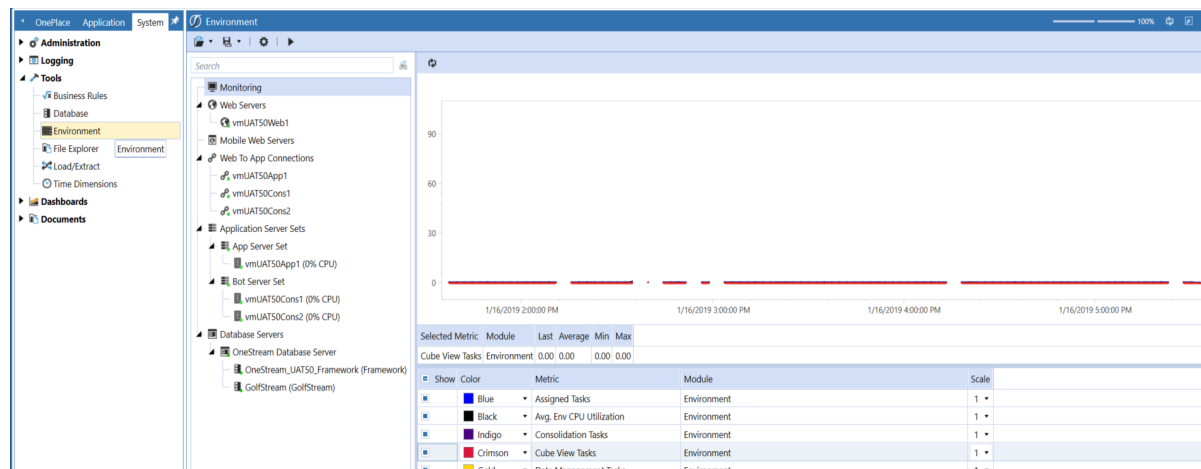 OnePlace Application System
Environment
100%
Administration
Logging
Tools
Business Rules
Database
Environment
File Explorer
Environment
Load/Extract
Time Dimensions
Dashboards
Documents
Search
Monitoring
Web Servers
vmUAT50Web1
Mobile Web Servers
Web To App Connections
vmUAT50App1
vmUAT50Cons1
vmUAT50Cons2
Application Server Sets
App Server Set
vmUAT50App1 (0% CPU)
Bot Server Set
vmUAT50Cons1 (0% CPU)
vmUAT50Cons2 (0% CPU)
Database Servers
OneStream Database Server
OneStream_UAT50_Framework (Framework)
GolfStream (GolfStream)
90
60
30
0
1/16/2019 2:00:00 PM 1/16/2019 3:00:00 PM 1/16/2019 4:00:00 PM 1/16/2019 5:00:00 PM
Selected Metric Module Last Average Min Max
Cube View Tasks Environment 0.00 0.00 0.00 0.00
Show Color Metric Module Scale
Blue Assigned Tasks Environment 1
Black Avg. Env CPU Utilization Environment 1
Indigo Consolidation Tasks Environment 1
Crimson Cube View Tasks Environment 1